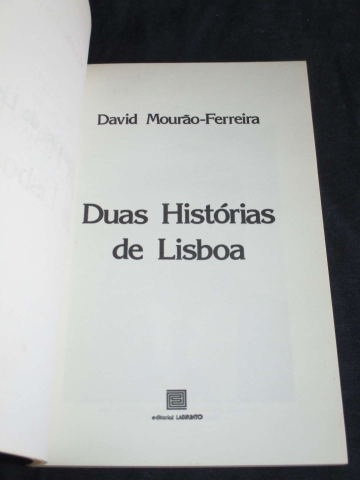 David Mourão-Ferreira
Duas Histórias
de Lisboa
editorial LABIRINTO